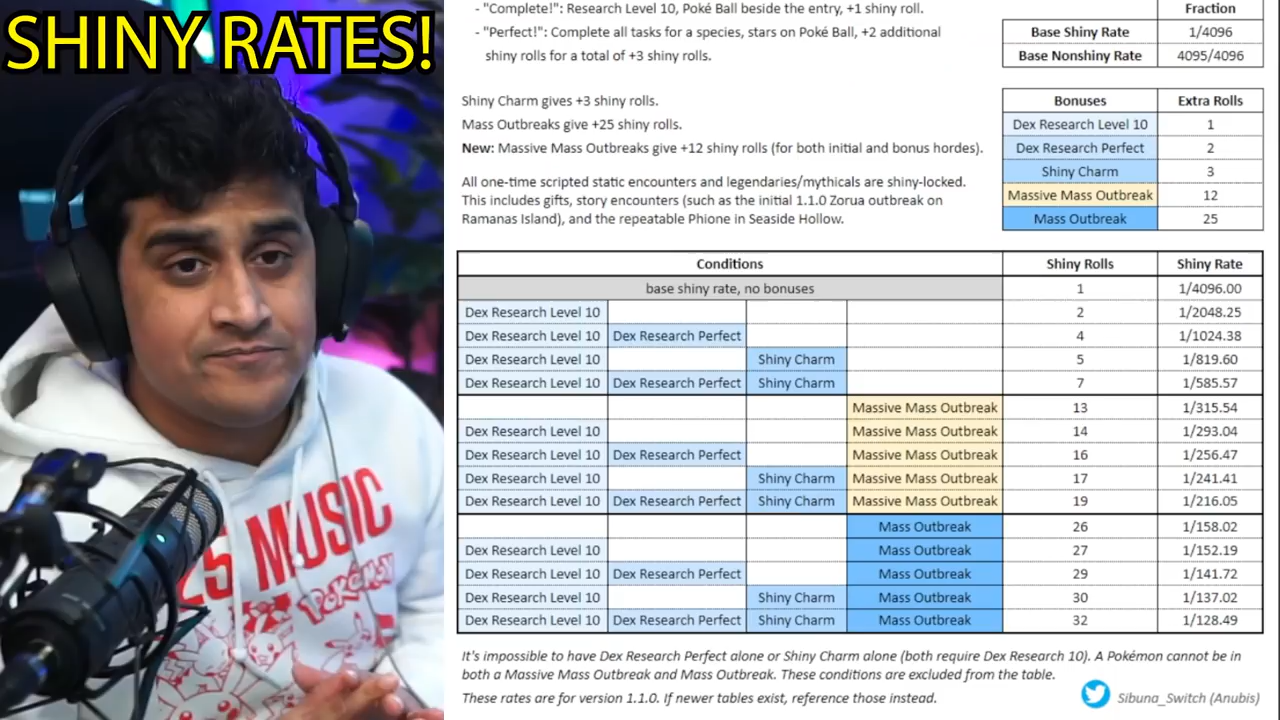 SHINY RATES!
25 MUSIC
POKéMON
- "Complete!": Research Level 10, Poké Ball beside the entry, +1 shiny roll.
- "Perfect!": Complete all tasks for a species, stars on Poké Ball, +2 additional
shiny rolls for a total of +3 shiny rolls.
Shiny Charm gives +3 shiny rolls.
Mass Outbreaks give +25 shiny rolls.
New: Massive Mass Outbreaks give +12 shiny rolls (for both initial and bonus hordes).
All one-time scripted static encounters and legendaries/mythicals are shiny-locked.
This includes gifts, story encounters (such as the initial 1.1.0 Zorua outbreak on
Ramanas Island), and the repeatable Phione in Seaside Hollow.
Fraction
Base Shiny Rate 1/4096
Base Nonshiny Rate 4095/4096
Bonuses Extra Rolls
Dex Research Level 10 1
Dex Research Perfect 2
Shiny Charm 3
Massive Mass Outbreak 12
Mass Outbreak 25
Conditions Shiny Rolls Shiny Rate
base shiny rate, no bonuses 1 1/4096.00
Dex Research Level 10 2 1/2048.25
Dex Research Level 10 Dex Research Perfect 4 1/1024.38
Dex Research Level 10 Shiny Charm 5 1/819.60
Dex Research Level 10 Dex Research Perfect Shiny Charm 7 1/585.57
Massive Mass Outbreak 13 1/315.54
Dex Research Level 10 Massive Mass Outbreak 14 1/293.04
Dex Research Level 10 Dex Research Perfect Massive Mass Outbreak 16 1/256.47
Dex Research Level 10 Shiny Charm Massive Mass Outbreak 17 1/241.41
Dex Research Level 10 Dex Research Perfect Shiny Charm Massive Mass Outbreak 19 1/216.05
Mass Outbreak 26 1/158.02
Dex Research Level 10 Mass Outbreak 27 1/152.19
Dex Research Level 10 Dex Research Perfect Mass Outbreak 29 1/141.72
Dex Research Level 10 Shiny Charm Mass Outbreak 30 1/137.02
Dex Research Level 10 Dex Research Perfect Shiny Charm Mass Outbreak 32 1/128.49
It's impossible to have Dex Research Perfect alone or Shiny Charm alone (both require Dex Research 10). A Pokémon cannot be in
both a Massive Mass Outbreak and Mass Outbreak. These conditions are excluded from the table.
These rates are for version 1.1.0. If newer tables exist, reference those instead.
Sibuna_Switch (Anubis)